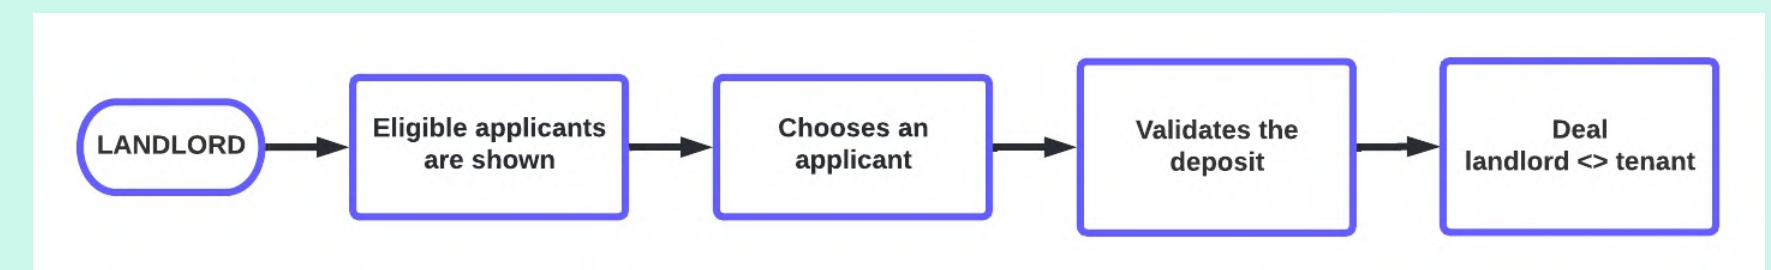 LANDLORD
Eligible applicants
are shown
Chooses an
applicant
Validates the
deposit
Deal
landlord <> tenant